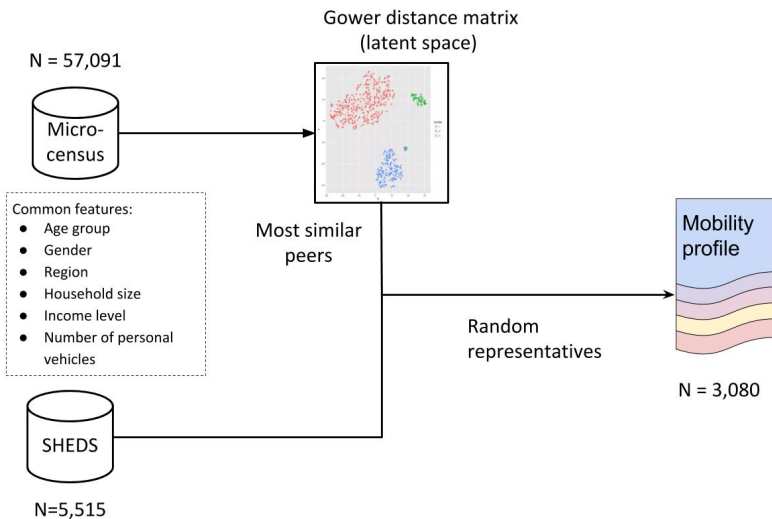 Gower distance matrix
(latent space)
N = 57,091
Micro-
census
Common features:
● Age group
● Gender
● Region
● Household size
● Income level
● Number of personal
vehicles
Most similar
peers
Mobility
profile
Random
representatives
N = 3,080
SHEDS
N=5,515